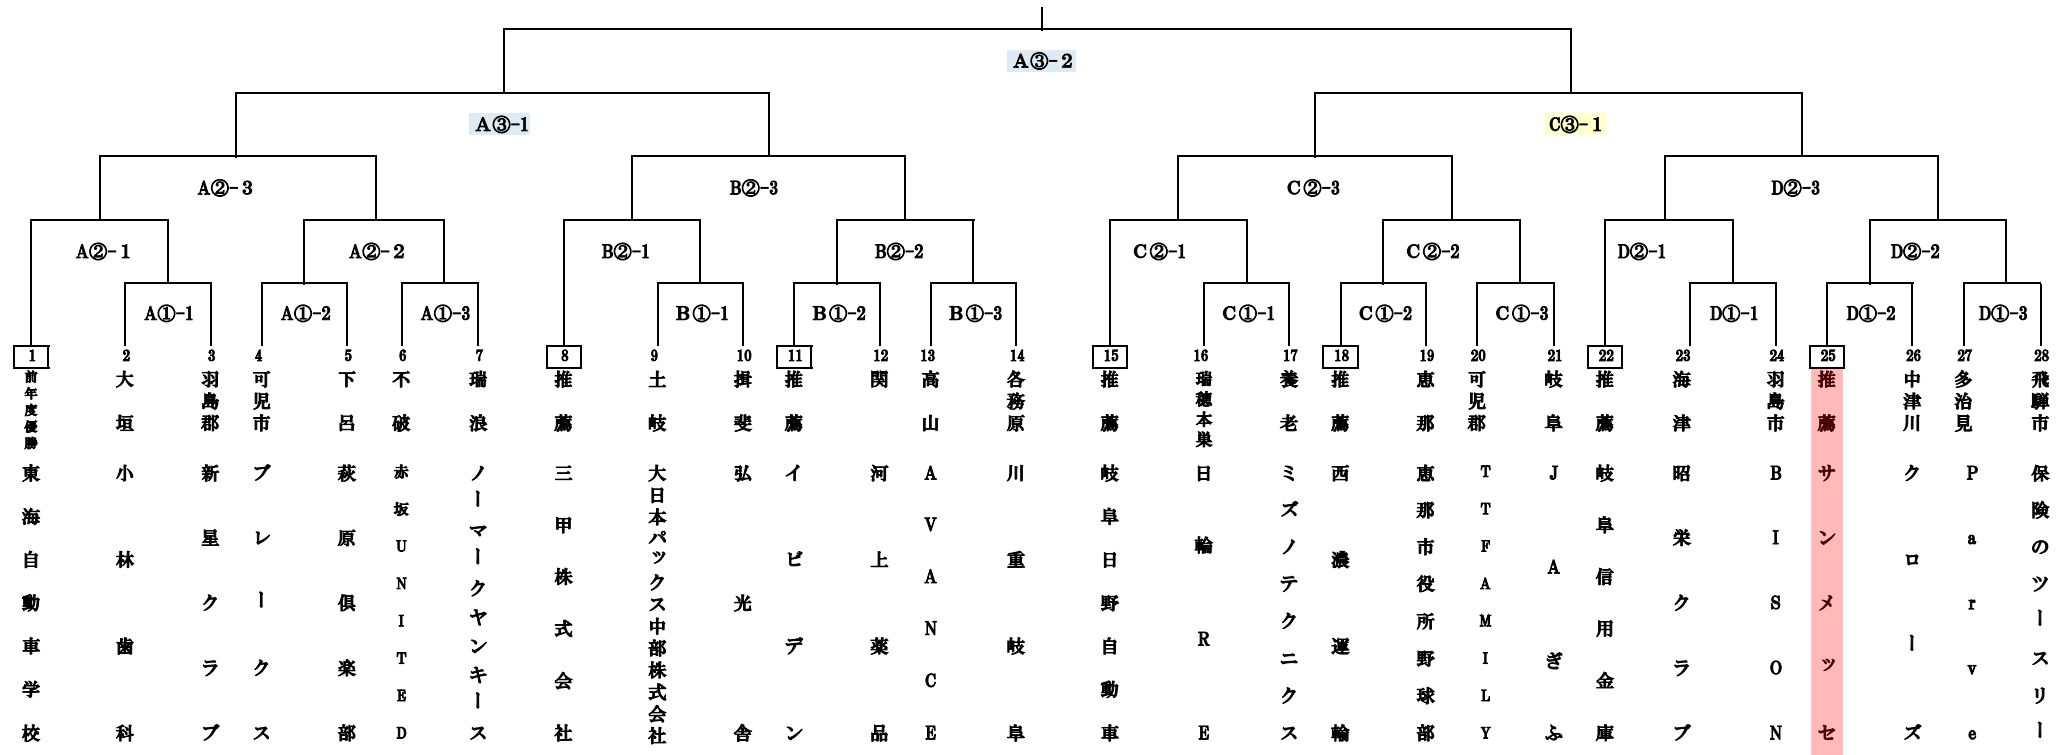 A③-2
A③-1
C③-1
A②-3
B②-3
C②-3
D②-3
A②-1
A②-2
B②-1
B②-2
C②-1
C②-2
D②-1
D②-2
A①-1
A①-2
A①-3
B①-1
B①-2
B①-3
C①-1
C①-2
C①-3
D①-1
D①-2
D①-3
1 前年度優勝 東海自動車学校
2 大垣 小林歯科
3 羽島郡 新星クラブ
4 可児市 ブレークス
5 下呂 萩原倶楽部
6 不破 赤坂UNITED
7 瑞浪 ノーマークヤンキース
8 推薦 三甲株式会社
9 土岐 大日本パックス中部株式会社
10 揖斐 弘光舎
11 推薦 イビデン
12 関 河上薬品
13 高山 AVANCE
14 各務原 川重岐阜
15 推薦 岐阜日野自動車
16 瑞穂本巣 日輪RE
17 養老 ミズノテクニクス
18 推薦 西濃運輸
19 恵那 恵那市役所野球部
20 可児郡 TTFAMILY
21 岐阜 JAぎふ
22 推薦 岐阜信用金庫
23 海津 昭栄クラブ
24 羽島市 BISON
25 推薦 サンメッセ
26 中津川 クローズ
27 多治見 Parve
28 飛騨市 保険のツースリー